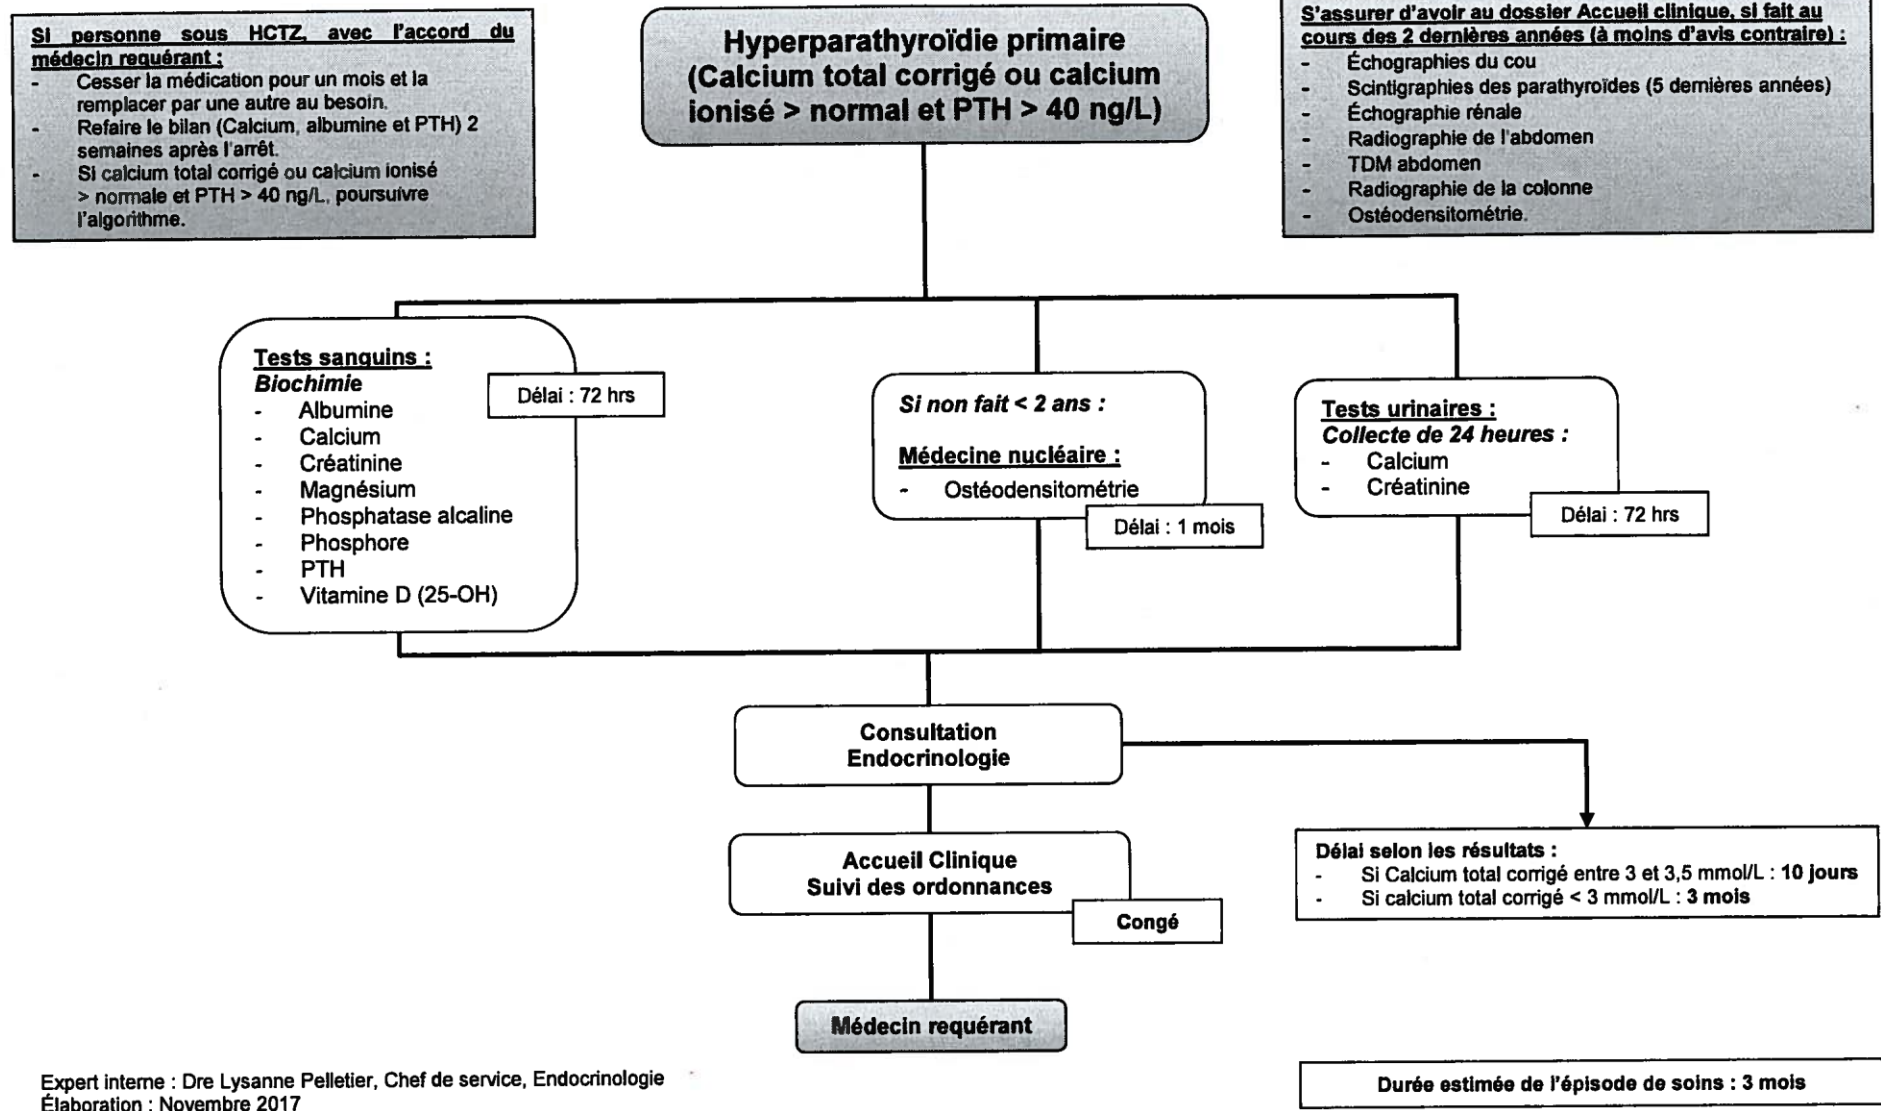 Si personne sous HCTZ, avec l'accord du
médecin requérant :
- Cesser la médication pour un mois et la
remplacer par une autre au besoin.
- Refaire le bilan (Calcium, albumine et PTH) 2
semaines après l'arrêt.
- Si calcium total corrigé ou calcium ionisé
> normale et PTH > 40 ng/L, poursuivre
l'algorithme.
Hyperparathyroïdie primaire
(Calcium total corrigé ou calcium
ionisé > normal et PTH > 40 ng/L)
S'assurer d'avoir au dossier Accueil clinique, si fait au
cours des 2 dernières années (à moins d'avis contraire) :
- Échographies du cou
- Scintigraphies des parathyroïdes (5 dernières années)
- Échographie rénale
- Radiographie de l'abdomen
- TDM abdomen
- Radiographie de la colonne
- Ostéodensitométrie.
Tests sanguins :
Biochimie
- Albumine
- Calcium
- Créatinine
- Magnésium
- Phosphatase alcaline
- Phosphore
- PTH
- Vitamine D (25-OH)
Délai : 72 hrs
Si non fait < 2 ans :
Médecine nucléaire :
- Ostéodensitométrie
Délai : 1 mois
Tests urinaires :
Collecte de 24 heures :
- Calcium
- Créatinine
Délai : 72 hrs
Consultation
Endocrinologie
Accueil Clinique
Suivi des ordonnances
Congé
Délai selon les résultats :
- Si Calcium total corrigé entre 3 et 3,5 mmol/L : 10 jours
- Si calcium total corrigé < 3 mmol/L : 3 mois
Médecin requérant
Expert interne : Dre Lysanne Pelletier, Chef de service, Endocrinologie
Élaboration : Novembre 2017
Durée estimée de l'épisode de soins : 3 mois